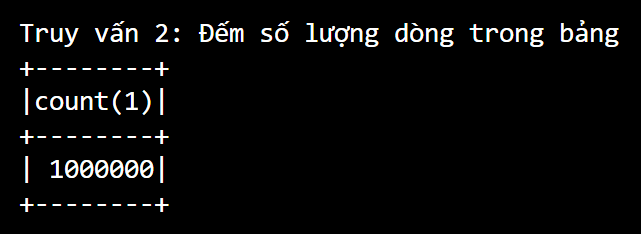 Truy vấn 2: Đếm số lượng dòng trong bảng
+--------+
|count(1)|
+--------+
| 1000000|
+--------+